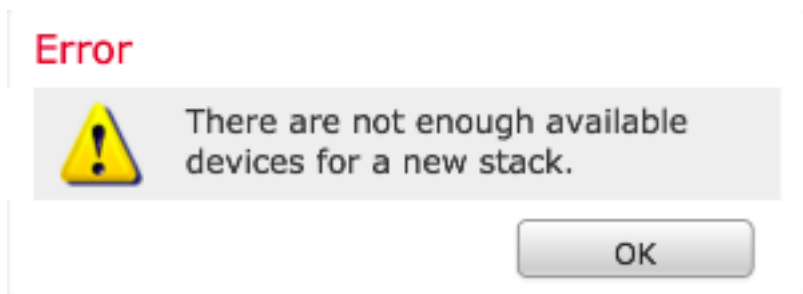 Error
There are not enough available
devices for a new stack.
OK